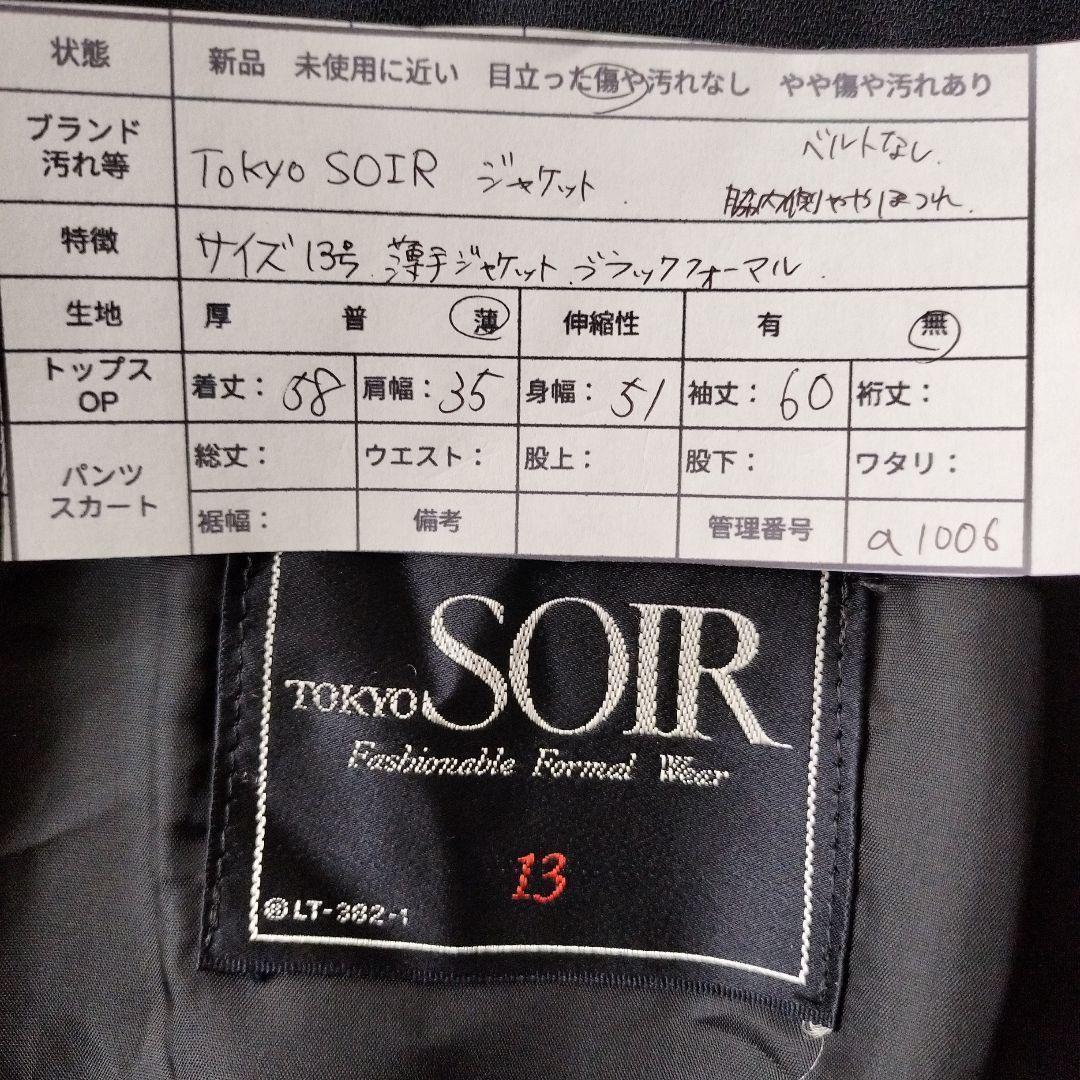 状態 新品 未使用に近い 目立った傷や汚れなし やや傷や汚れあり
ブランド 汚れ等 Tokyo SOIR ジャケット. ベルトなし. 脇内側ややほつれ.
特徴 サイズ13号. 薄手ジャケット. ブラックフォーマル.
生地 厚 普 薄 伸縮性 有 無
トップス OP 着丈: 58 肩幅: 35 身幅: 51 袖丈: 60 裄丈:
パンツ スカート 総丈: ウエスト: 股上: 股下: ワタリ:
裾幅: 備考 管理番号 a1006
TOKYO SOIR
Fashionable Formal Wear
13
LT-382-1